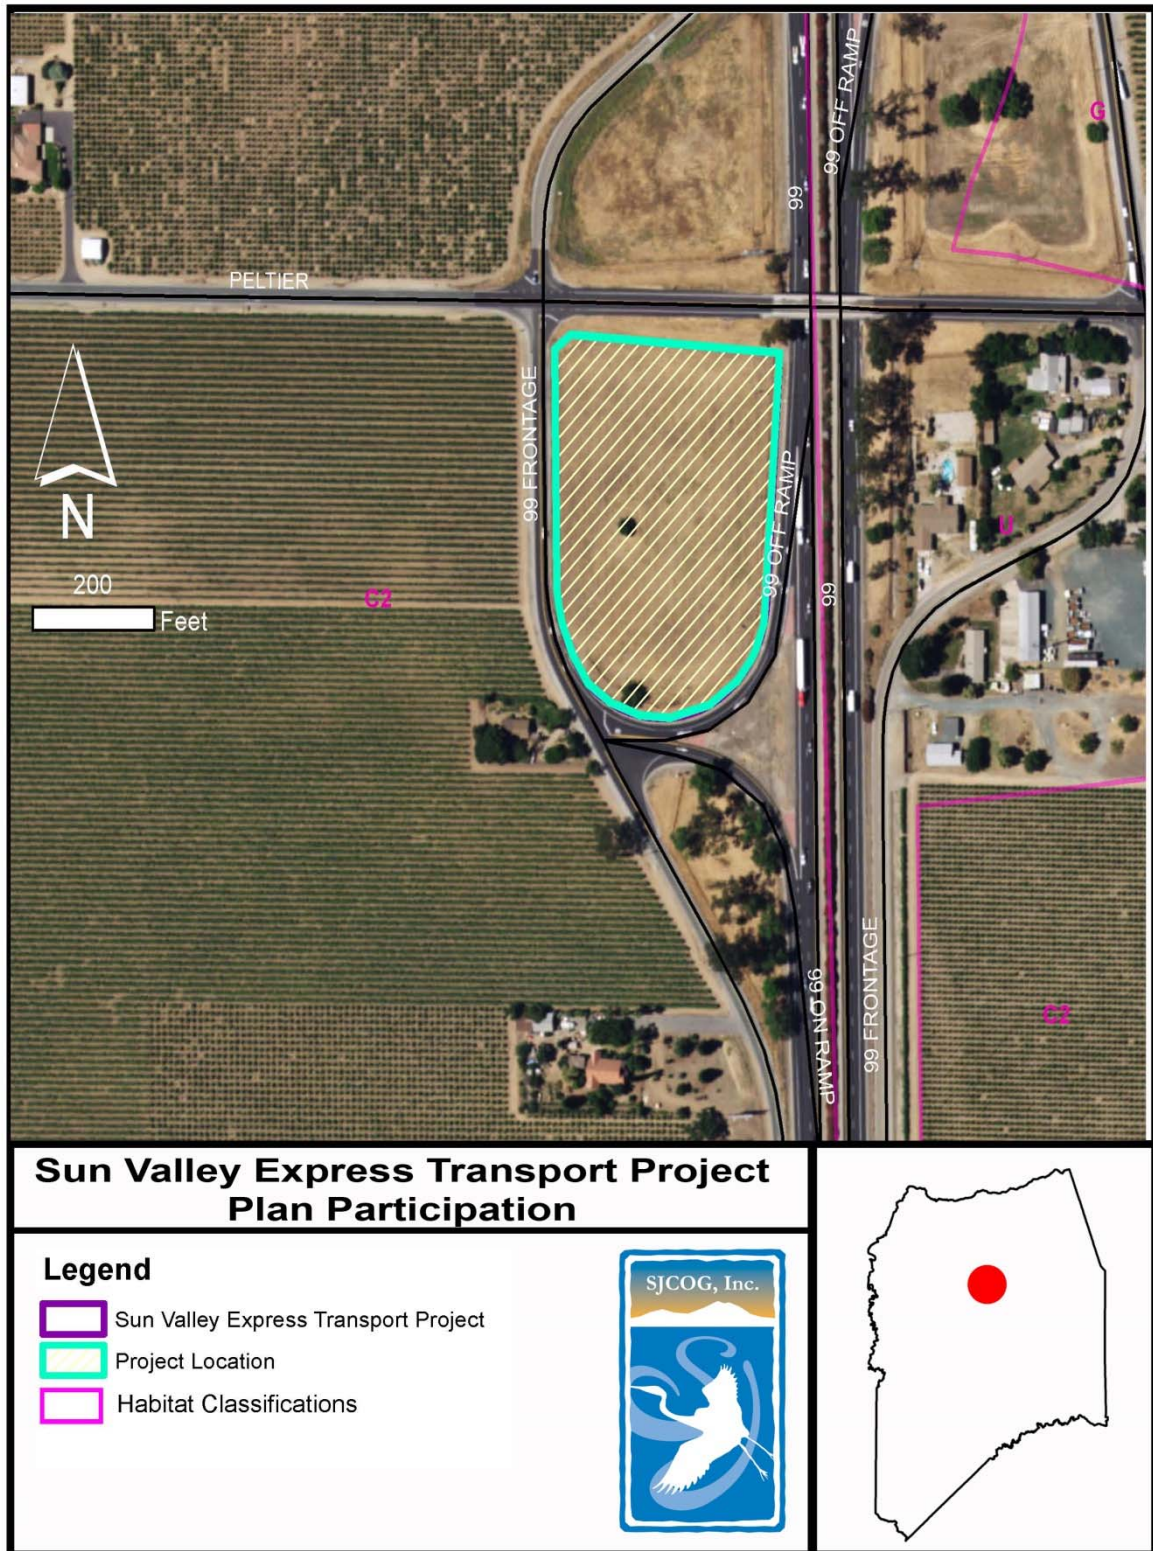 99 OFF RAMP
G
99
PELTIER
99 FRONTAGE
N
200
Feet
C2
99 OFF RAMP
99
U
99 ON RAMP
99 FRONTAGE
C2
Sun Valley Express Transport Project
Plan Participation
Legend
Sun Valley Express Transport Project
Project Location
Habitat Classifications
SJCOG, Inc.